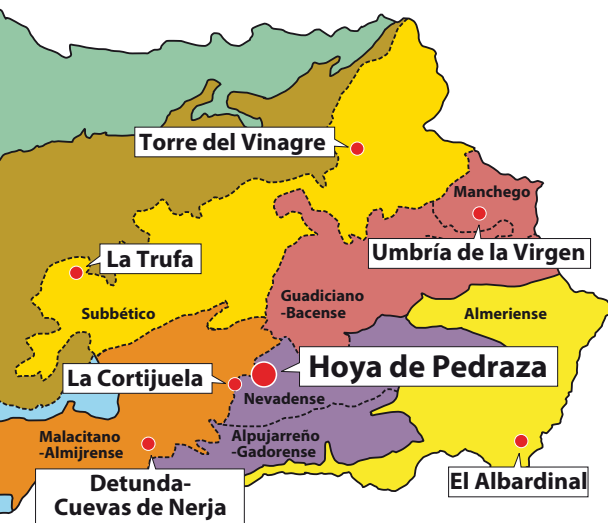 Torre del Vinagre
Manchego
La Trufa
Umbría de la Virgen
Guadiciano
-Bacense
Subbético
Almeriense
Hoya de Pedraza
La Cortijuela
Nevadense
Malacitano
-Almijrense
Alpujarreño
-Gadorense
Detunda-
Cuevas de Nerja
El Albardinal